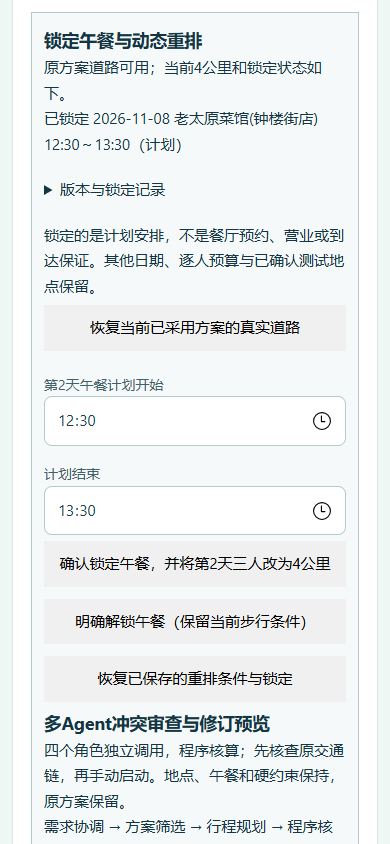 锁定午餐与动态重排
原方案道路可用；当前4公里和锁定状态如
下。
已锁定 2026-11-08 老太原菜馆(钟楼街店)
12:30～13:30（计划）
▶ 版本与锁定记录
锁定的是计划安排，不是餐厅预约、营业或到
达保证。其他日期、逐人预算与已确认测试地
点保留。
恢复当前已采用方案的真实道路
第2天午餐计划开始
12:30
计划结束
13:30
确认锁定午餐，并将第2天三人改为4公里
明确解锁午餐（保留当前步行条件）
恢复已保存的重排条件与锁定
多Agent冲突审查与修订预览
四个角色独立调用，程序核算；先核查原交通
链，再手动启动。地点、午餐和硬约束保持，
原方案保留。
需求协调 → 方案筛选 → 行程规划 → 程序核